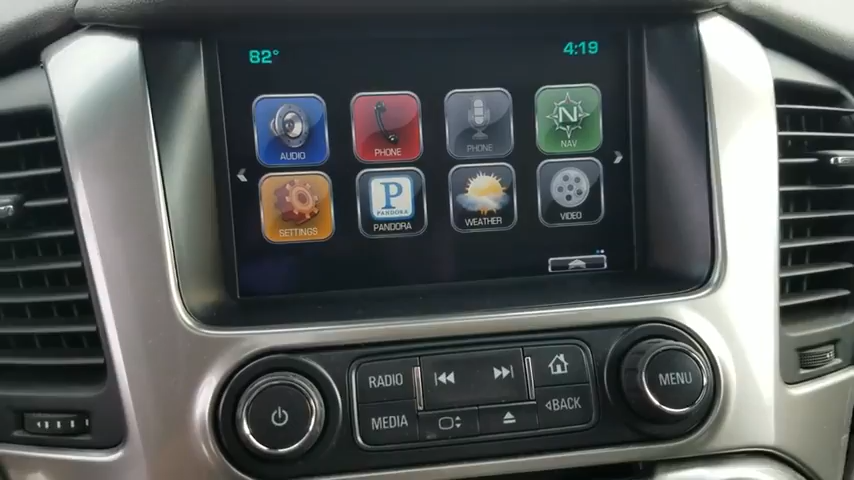 82° 4:19
AUDIO PHONE PHONE N NAV
SETTINGS P PANDORA PANDORA WEATHER VIDEO
RADIO MENU
MEDIA BACK